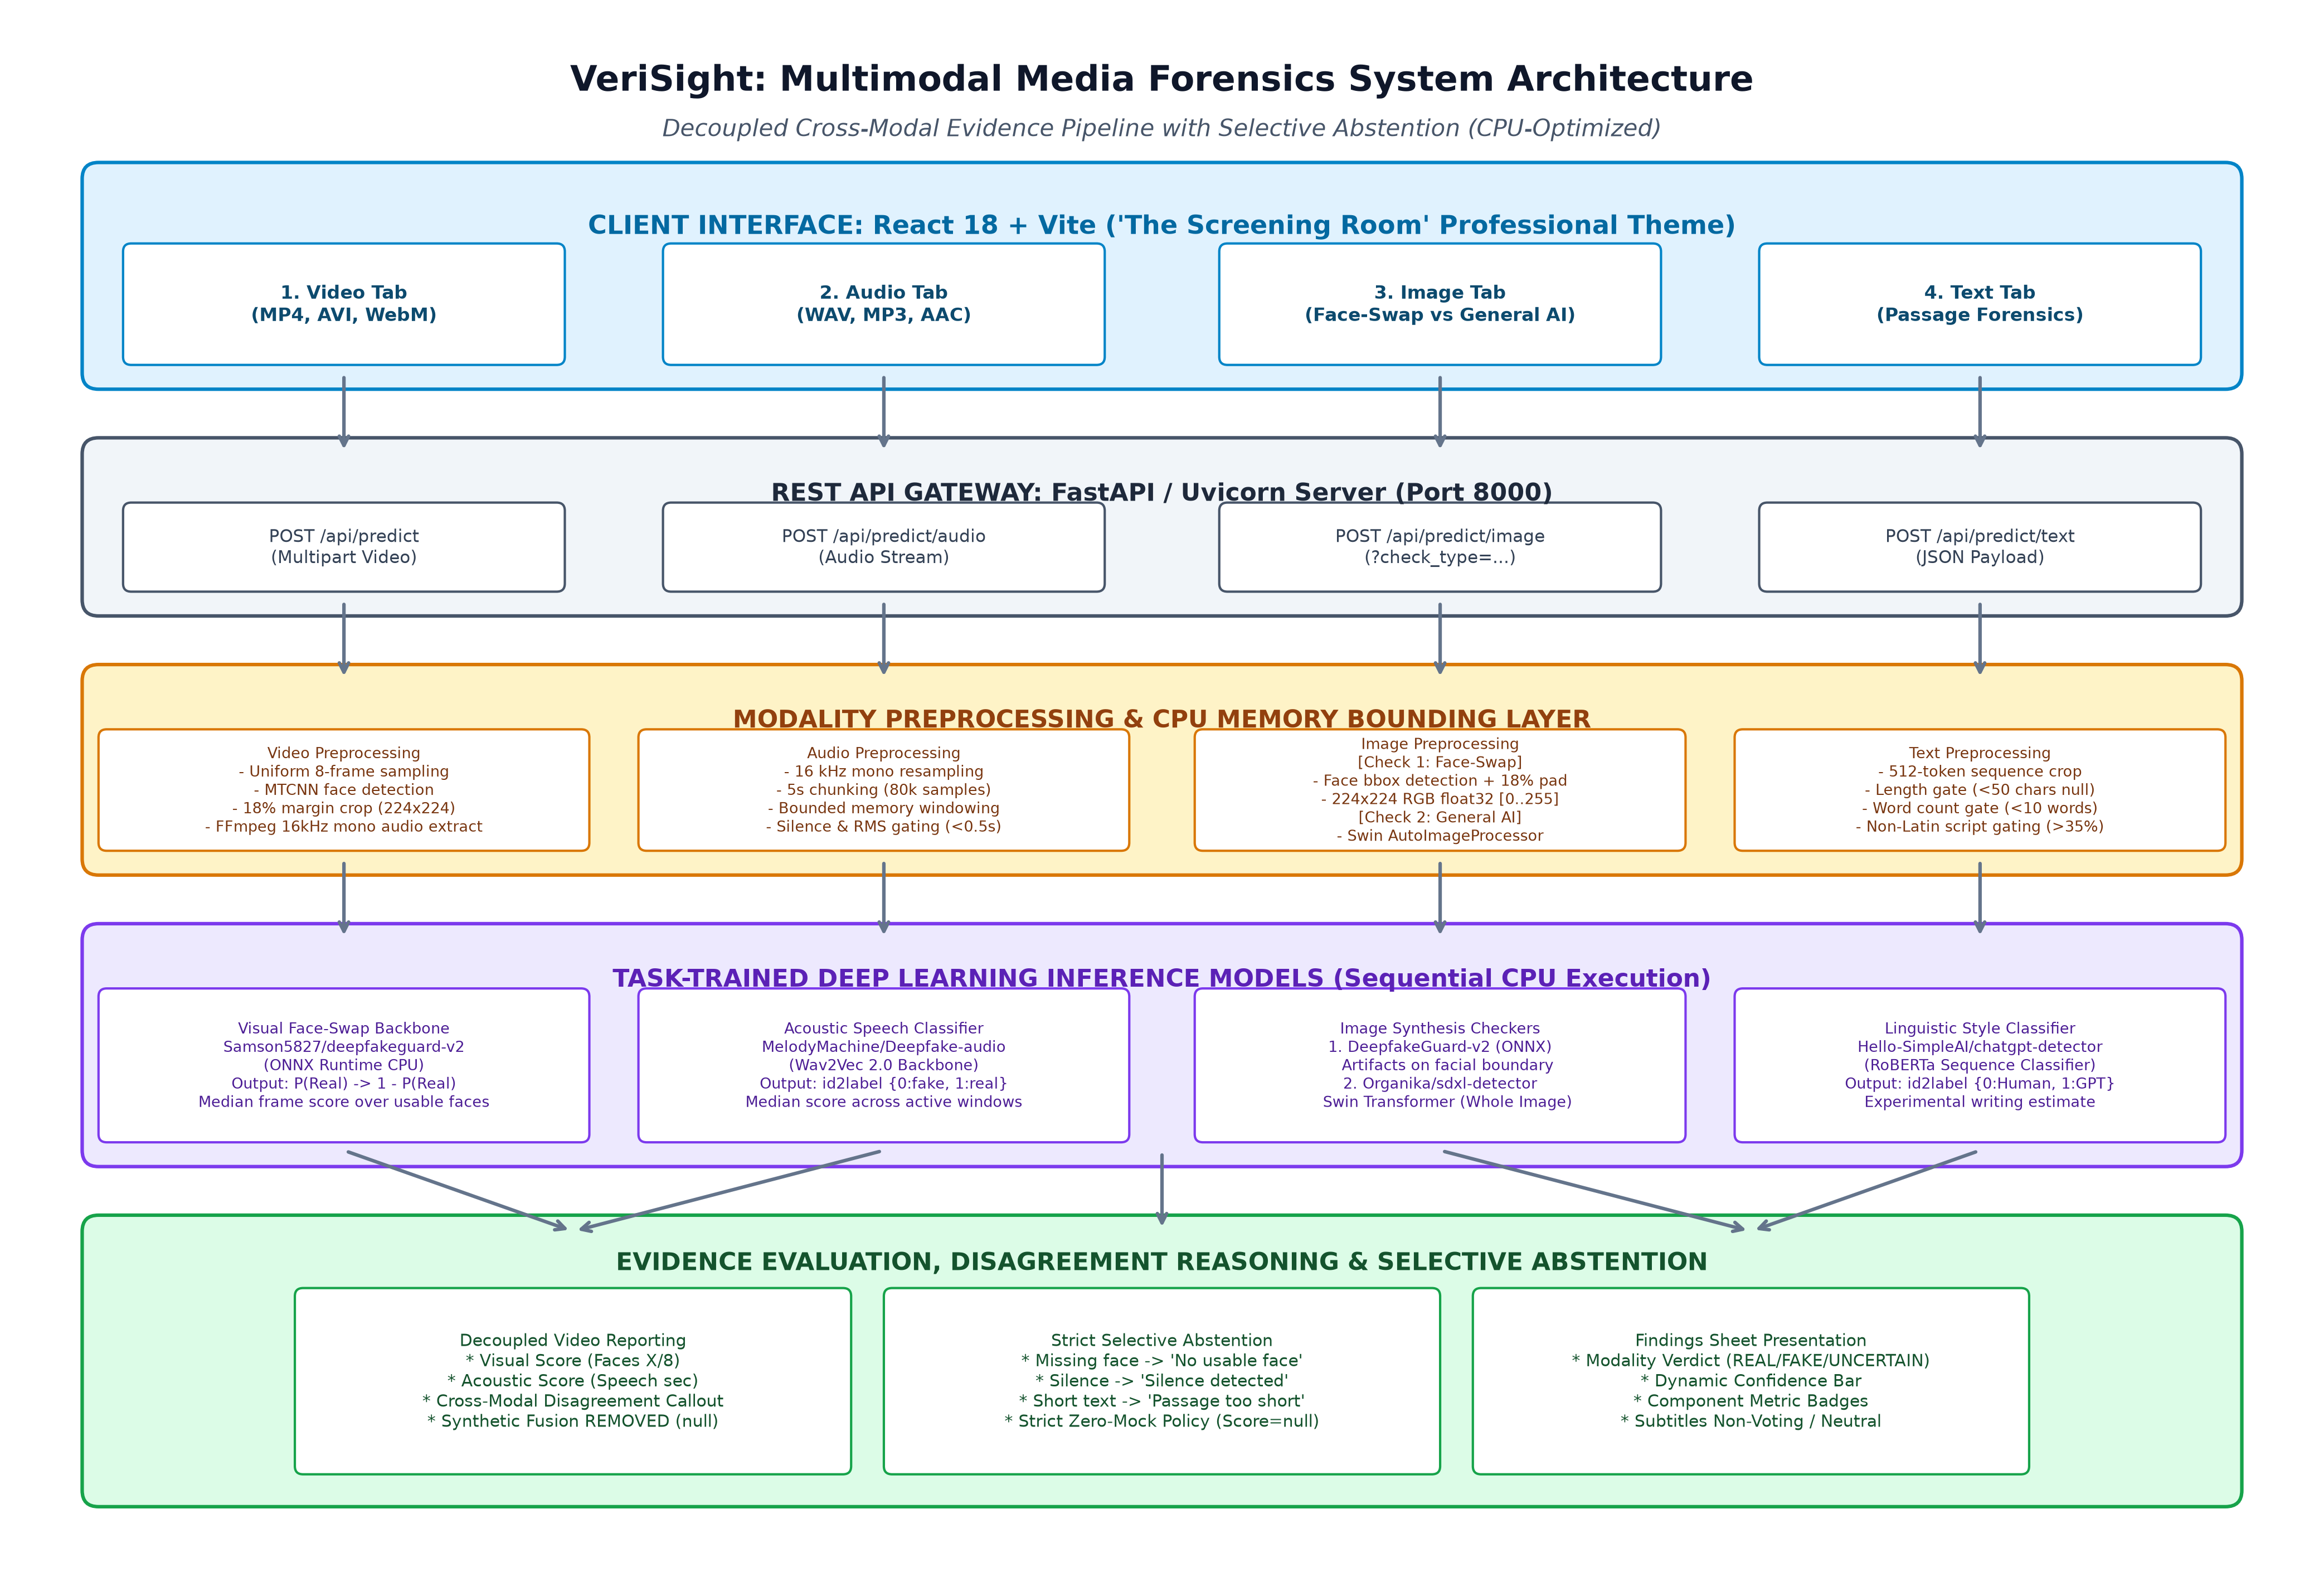 VeriSight: Multimodal Media Forensics System Architecture
Decoupled Cross-Modal Evidence Pipeline with Selective Abstention (CPU-Optimized)
CLIENT INTERFACE: React 18 + Vite ('The Screening Room' Professional Theme)
1. Video Tab
(MP4, AVI, WebM)
2. Audio Tab
(WAV, MP3, AAC)
3. Image Tab
(Face-Swap vs General AI)
4. Text Tab
(Passage Forensics)
REST API GATEWAY: FastAPI / Uvicorn Server (Port 8000)
POST /api/predict
(Multipart Video)
POST /api/predict/audio
(Audio Stream)
POST /api/predict/image
(?check_type=...)
POST /api/predict/text
(JSON Payload)
MODALITY PREPROCESSING & CPU MEMORY BOUNDING LAYER
Video Preprocessing
- Uniform 8-frame sampling
- MTCNN face detection
- 18% margin crop (224x224)
- FFmpeg 16kHz mono audio extract
Audio Preprocessing
- 16 kHz mono resampling
- 5s chunking (80k samples)
- Bounded memory windowing
- Silence & RMS gating (<0.5s)
Image Preprocessing
[Check 1: Face-Swap]
- Face bbox detection + 18% pad
- 224x224 RGB float32 [0..255]
[Check 2: General AI]
- Swin AutoImageProcessor
Text Preprocessing
- 512-token sequence crop
- Length gate (<50 chars null)
- Word count gate (<10 words)
- Non-Latin script gating (>35%)
TASK-TRAINED DEEP LEARNING INFERENCE MODELS (Sequential CPU Execution)
Visual Face-Swap Backbone
Samson5827/deepfakeguard-v2
(ONNX Runtime CPU)
Output: P(Real) -> 1 - P(Real)
Median frame score over usable faces
Acoustic Speech Classifier
MelodyMachine/Deepfake-audio
(Wav2Vec 2.0 Backbone)
Output: id2label {0:fake, 1:real}
Median score across active windows
Image Synthesis Checkers
1. DeepfakeGuard-v2 (ONNX)
Artifacts on facial boundary
2. Organika/sdxl-detector
Swin Transformer (Whole Image)
Linguistic Style Classifier
Hello-SimpleAI/chatgpt-detector
(RoBERTa Sequence Classifier)
Output: id2label {0:Human, 1:GPT}
Experimental writing estimate
EVIDENCE EVALUATION, DISAGREEMENT REASONING & SELECTIVE ABSTENTION
Decoupled Video Reporting
* Visual Score (Faces X/8)
* Acoustic Score (Speech sec)
* Cross-Modal Disagreement Callout
* Synthetic Fusion REMOVED (null)
Strict Selective Abstention
* Missing face -> 'No usable face'
* Silence -> 'Silence detected'
* Short text -> 'Passage too short'
* Strict Zero-Mock Policy (Score=null)
Findings Sheet Presentation
* Modality Verdict (REAL/FAKE/UNCERTAIN)
* Dynamic Confidence Bar
* Component Metric Badges
* Subtitles Non-Voting / Neutral